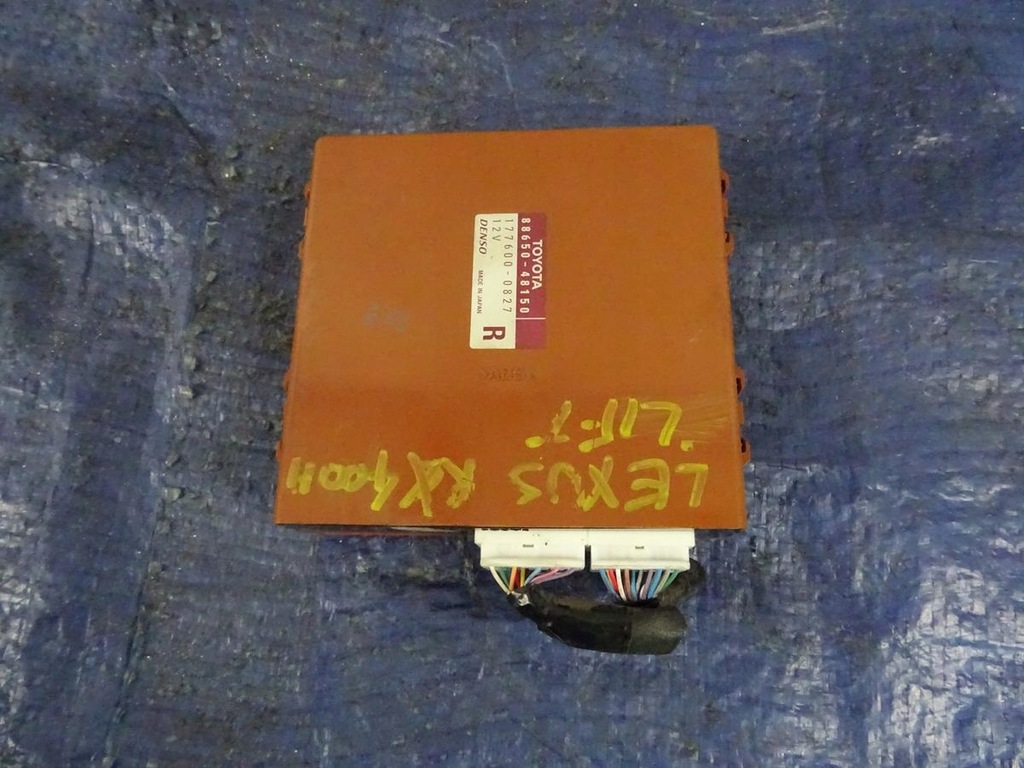 TOYOTA
88650-48150
177600-0827
12V
DENSO MADE IN JAPAN R
LEXUS RX400H
LIFT